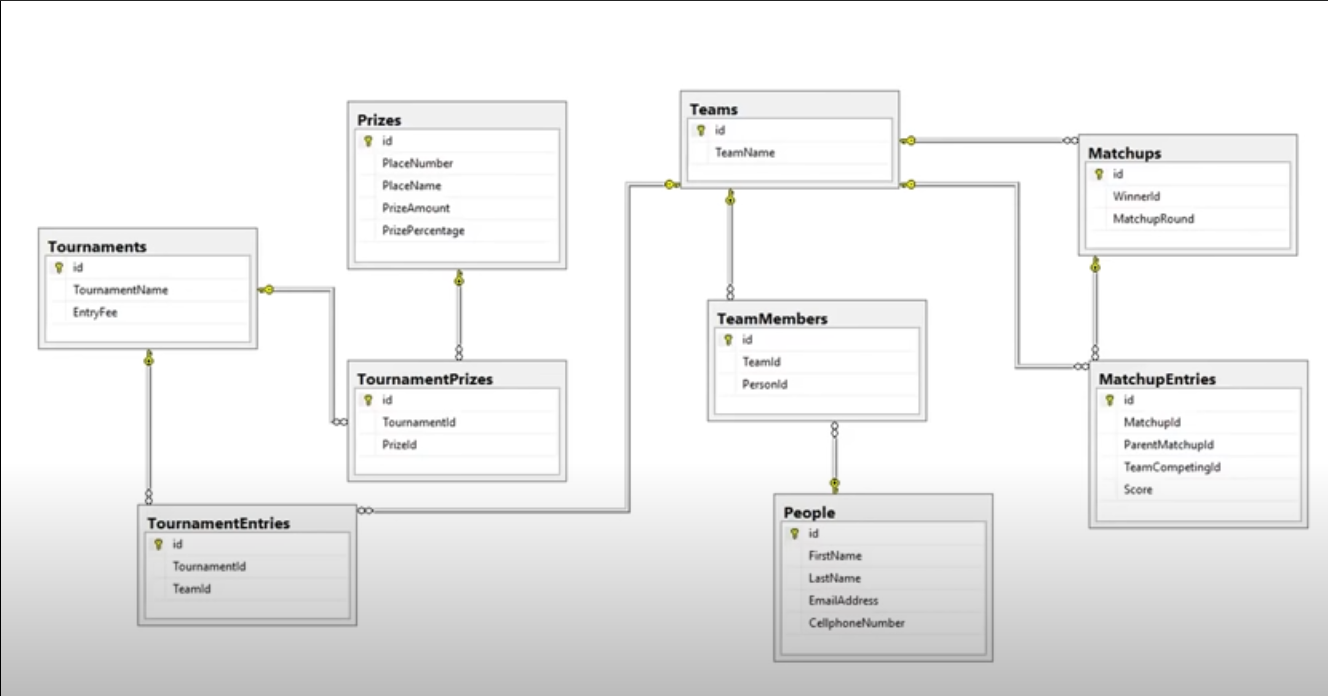 Tournaments
id
TournamentName
EntryFee
Prizes
id
PlaceNumber
PlaceName
PrizeAmount
PrizePercentage
TournamentPrizes
id
TournamentId
PrizeId
TournamentEntries
id
TournamentId
TeamId
Teams
id
TeamName
TeamMembers
id
TeamId
PersonId
People
id
FirstName
LastName
EmailAddress
CellphoneNumber
Matchups
id
WinnerId
MatchupRound
MatchupEntries
id
MatchupId
ParentMatchupId
TeamCompetingId
Score